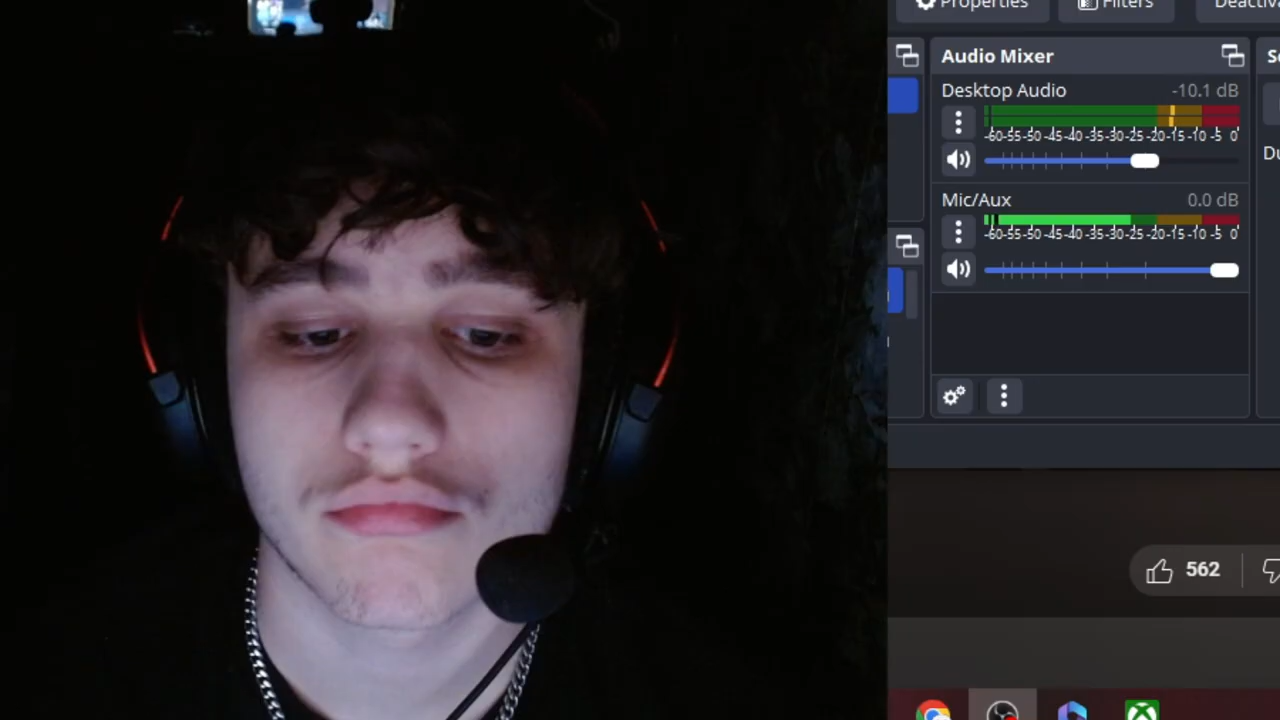 Properties
Filters
Audio Mixer
Desktop Audio -10.1 dB
-60 -55 -50 -45 -40 -35 -30 -25 -20 -15 -10 -5 0
Mic/Aux 0.0 dB
-60 -55 -50 -45 -40 -35 -30 -25 -20 -15 -10 -5 0
562